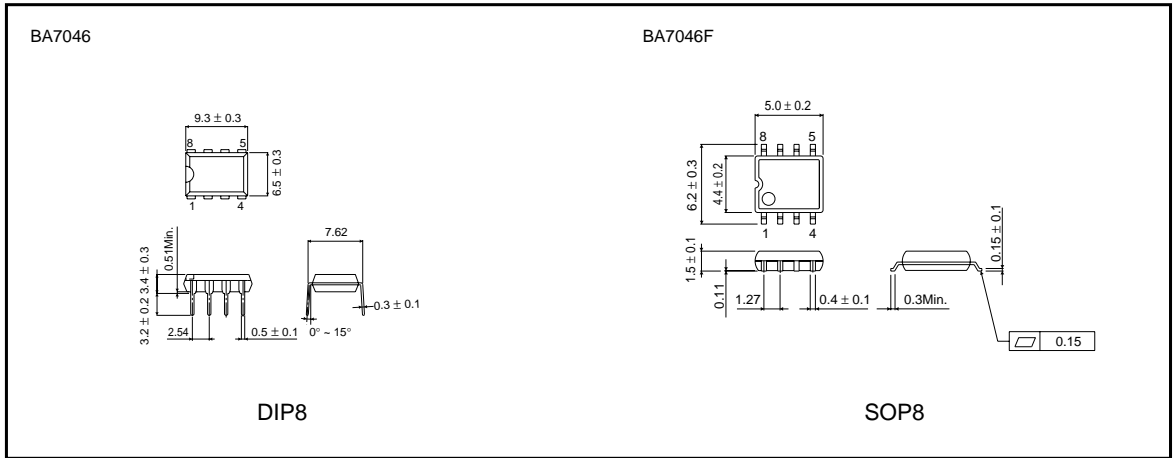 BA7046
9.3 ± 0.3
8 5
6.5 ± 0.3
1 4
0.51Min.
3.2 ± 0.2 3.4 ± 0.3
7.62
2.54
0.5 ± 0.1
0° ~ 15°
0.3 ± 0.1
DIP8
BA7046F
5.0 ± 0.2
8 5
6.2 ± 0.3
4.4 ± 0.2
1 4
1.5 ± 0.1
0.11
1.27
0.4 ± 0.1
0.3Min.
0.15 ± 0.1
0.15
SOP8